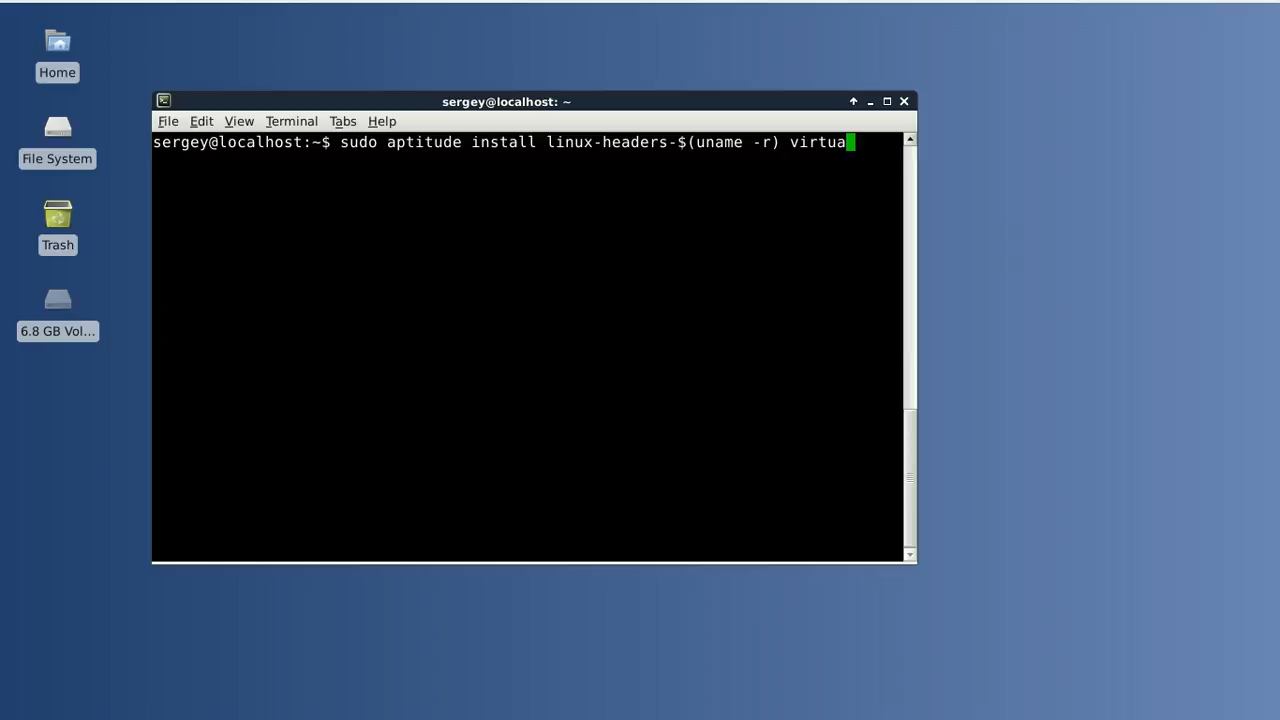 Home
File System
Trash
6.8 GB Vol...
sergey@localhost: ~
File Edit View Terminal Tabs Help
sergey@localhost:~$ sudo aptitude install linux-headers-$(uname -r) virtua